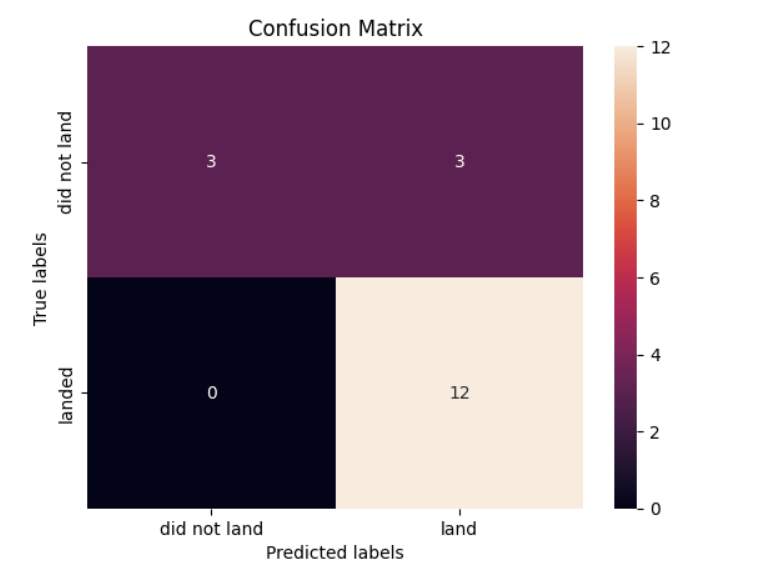 Confusion Matrix
did not land
landed
True labels
3
3
0
12
did not land
land
Predicted labels
12
10
8
6
4
2
0